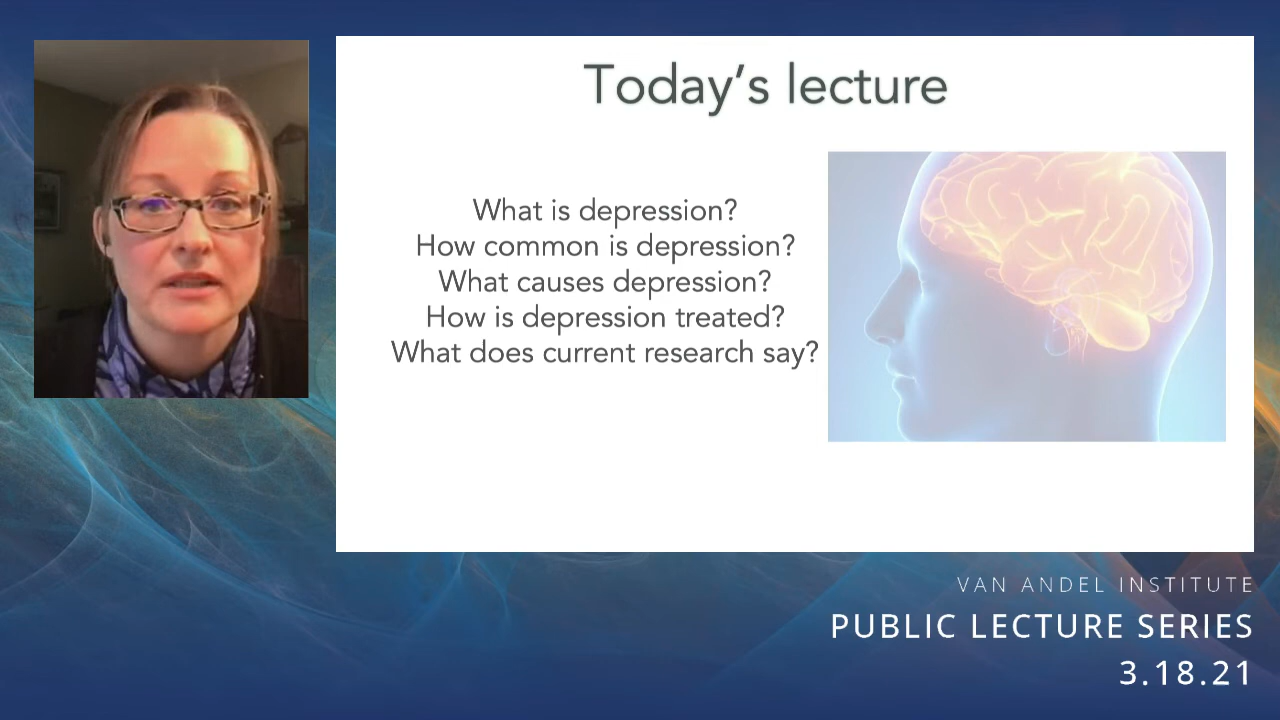 Today's lecture
What is depression?
How common is depression?
What causes depression?
How is depression treated?
What does current research say?
VAN ANDEL INSTITUTE
PUBLIC LECTURE SERIES
3.18.21